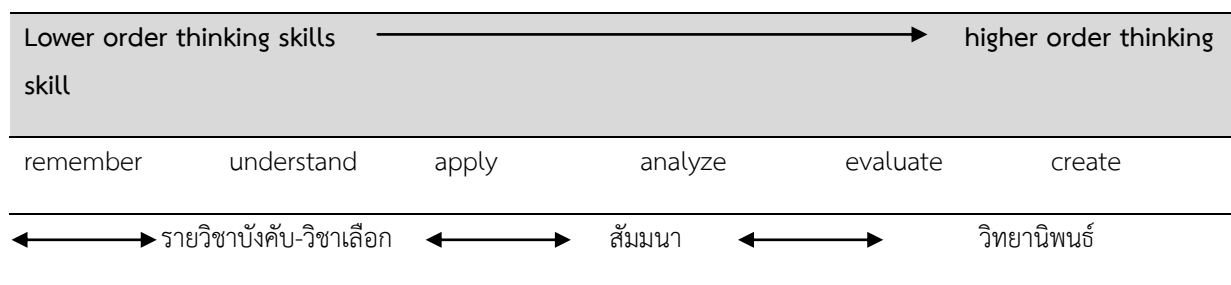 Lower order thinking skills higher order thinking
skill
remember understand apply analyze evaluate create
รายวิชาบังคับ-วิชาเลือก สัมมนา วิทยานิพนธ์